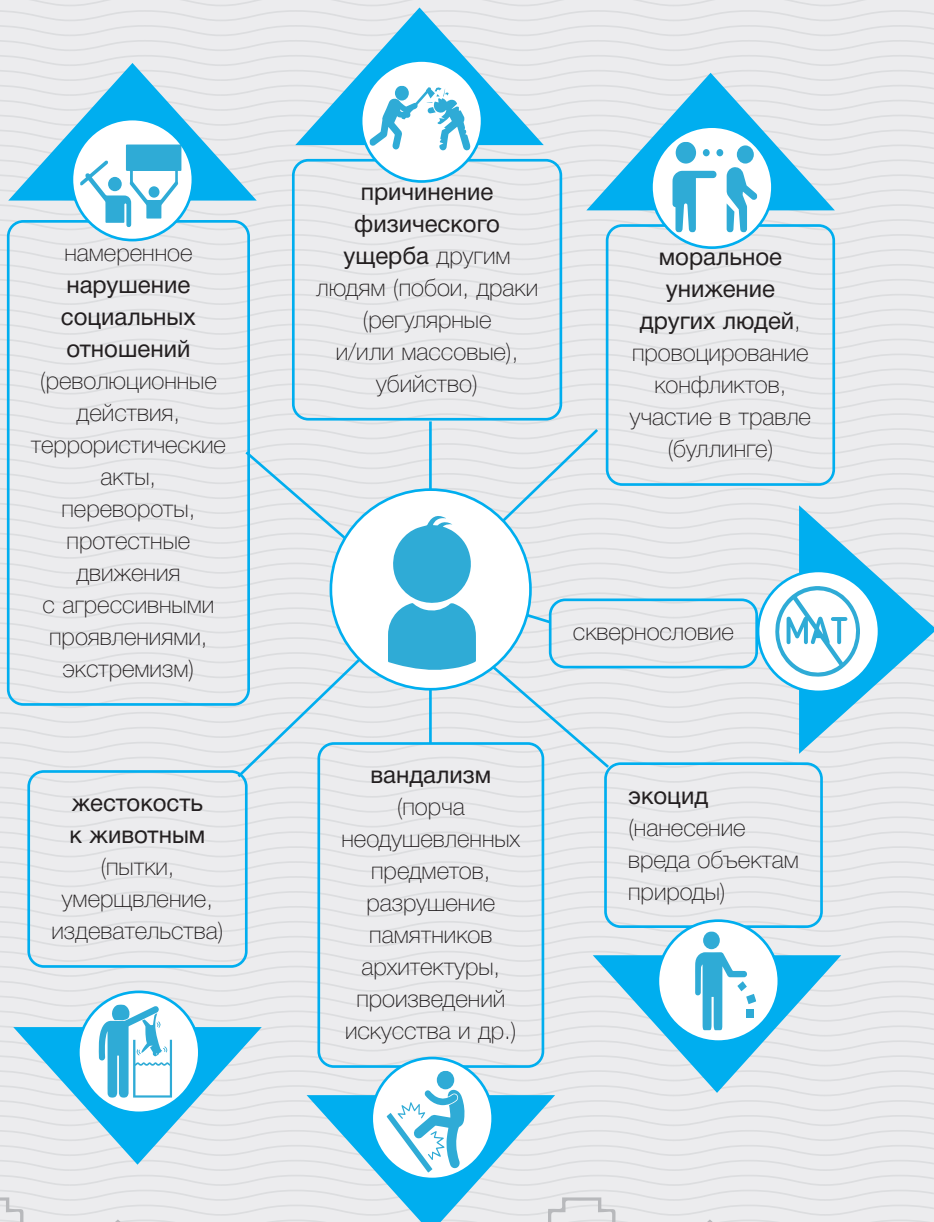 намеренное
нарушение
социальных
отношений
(революционные
действия,
террористические
акты,
перевороты,
протестные
движения
с агрессивными
проявлениями,
экстремизм)
причинение
физического
ущерба другим
людям (побои, драки
(регулярные
и/или массовые),
убийство)
моральное
унижение
других людей,
провоцирование
конфликтов,
участие в травле
(буллинге)
сквернословие
МАТ
жестокость
к животным
(пытки,
умерщвление,
издевательства)
вандализм
(порча
неодушевленных
предметов,
разрушение
памятников
архитектуры,
произведений
искусства и др.)
экоцид
(нанесение
вреда объектам
природы)